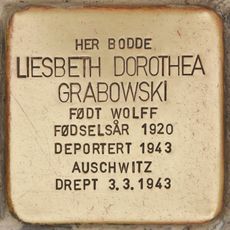 HER BODDE
LIESBETH DOROTHEA
GRABOWSKI
FØDT WOLFF
FØDSELSÅR 1920
DEPORTERT 1943
AUSCHWITZ
DREPT 3.3.1943